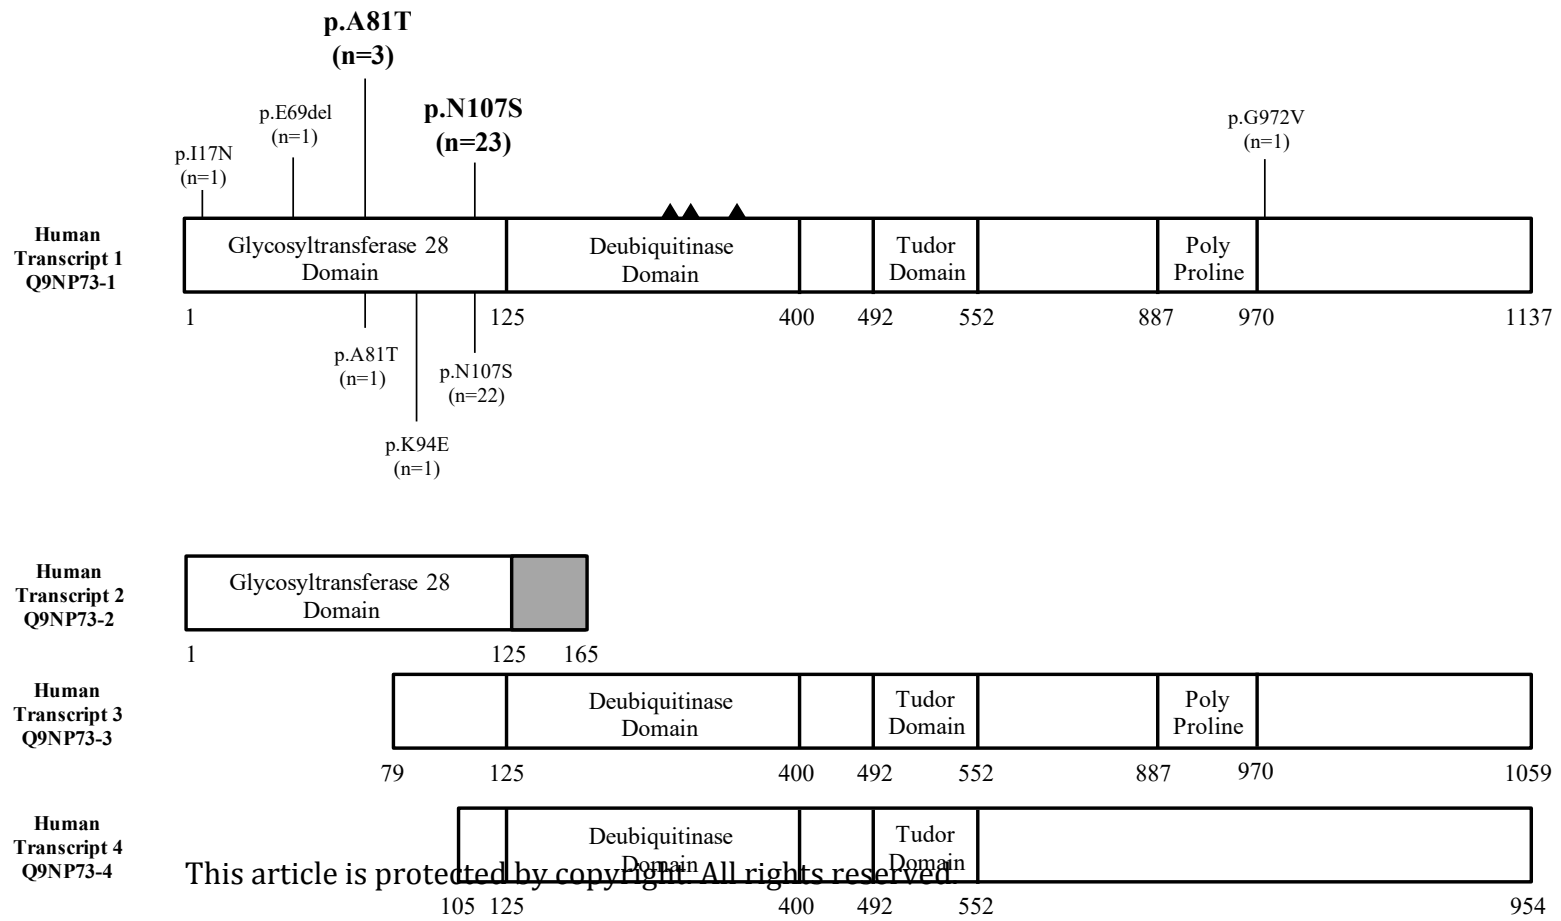 p.A81T
(n=3)
p.E69del
(n=1)
p.N107S
(n=23)
p.G972V
(n=1)
p.I17N
(n=1)
Human
Transcript 1
Q9NP73-1
Glycosyltransferase 28
Domain
Deubiquitinase
Domain
Tudor
Domain
Poly
Proline
1 125 400 492 552 887 970 1137
p.A81T
(n=1)
p.N107S
(n=22)
p.K94E
(n=1)
Human
Transcript 2
Q9NP73-2
Glycosyltransferase 28
Domain
1 125 165
Human
Transcript 3
Q9NP73-3
Deubiquitinase
Domain
Tudor
Domain
Poly
Proline
79 125 400 492 552 887 970 1059
Human
Transcript 4
Q9NP73-4
Deubiquitinase
Domain
Tudor
Domain
This article is protected by copyright. All rights reserved.
105 125 400 492 552 954